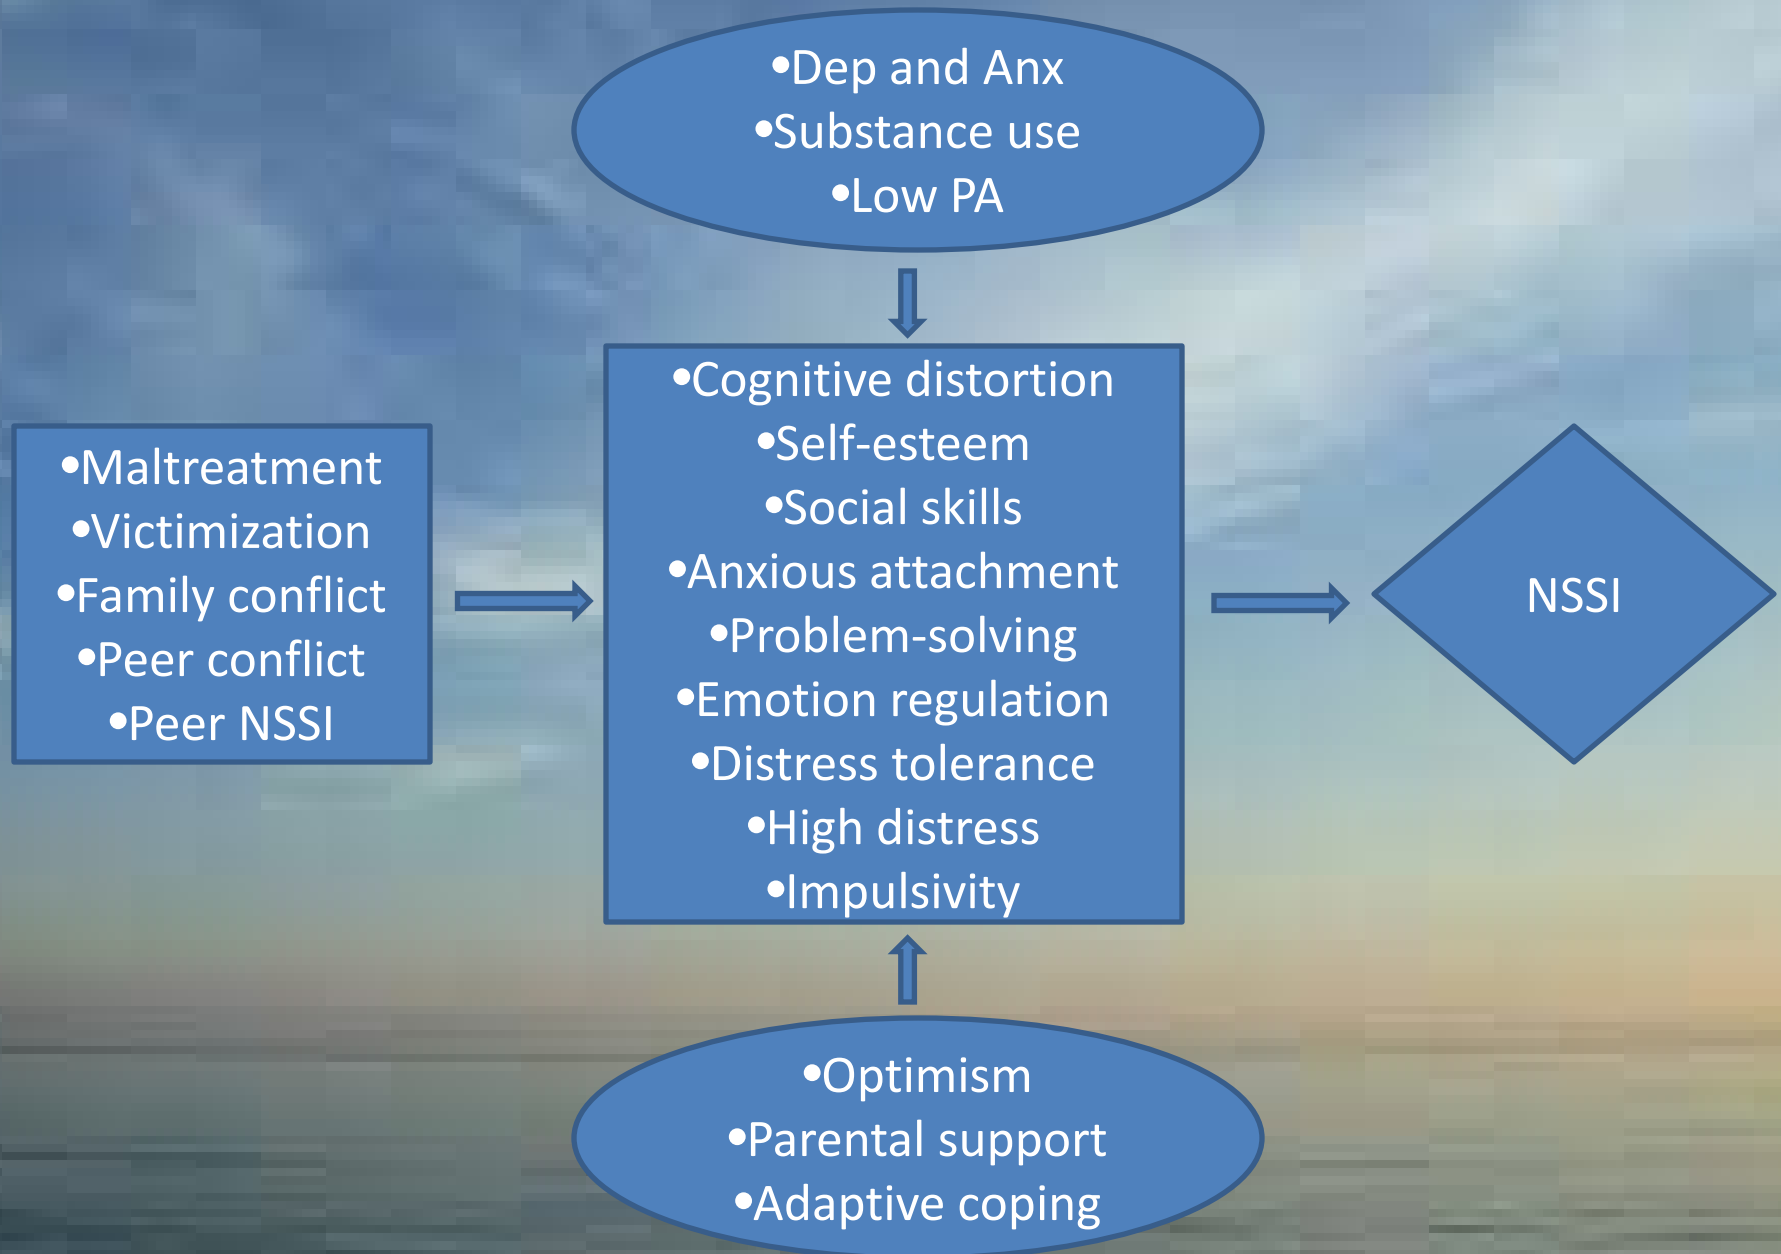 •Dep and Anx
•Substance use
•Low PA
•Maltreatment
•Victimization
•Family conflict
•Peer conflict
•Peer NSSI
•Cognitive distortion
•Self-esteem
•Social skills
•Anxious attachment
•Problem-solving
•Emotion regulation
•Distress tolerance
•High distress
•Impulsivity
NSSI
•Optimism
•Parental support
•Adaptive coping